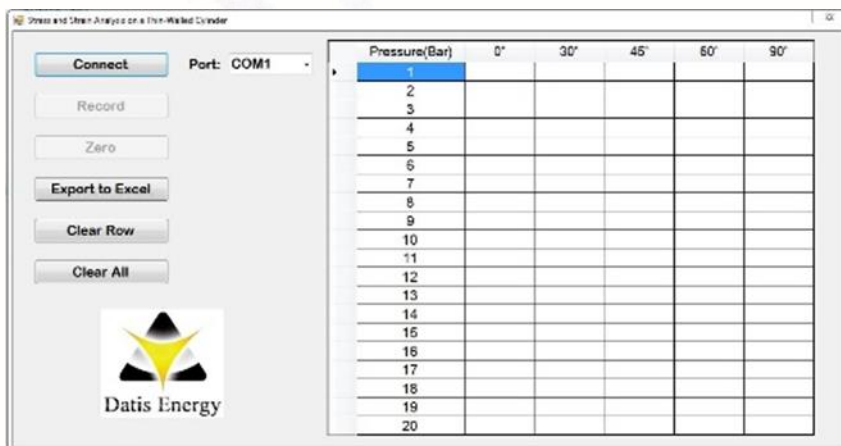 Stress and Strain Analysis on a Thin-Walled Cylinder
Connect
Port: COM1
Record
Zero
Export to Excel
Clear Row
Clear All
Datis Energy
Pressure(Bar) 0° 30° 45° 60° 90°
1
2
3
4
5
6
7
8
9
10
11
12
13
14
15
16
17
18
19
20